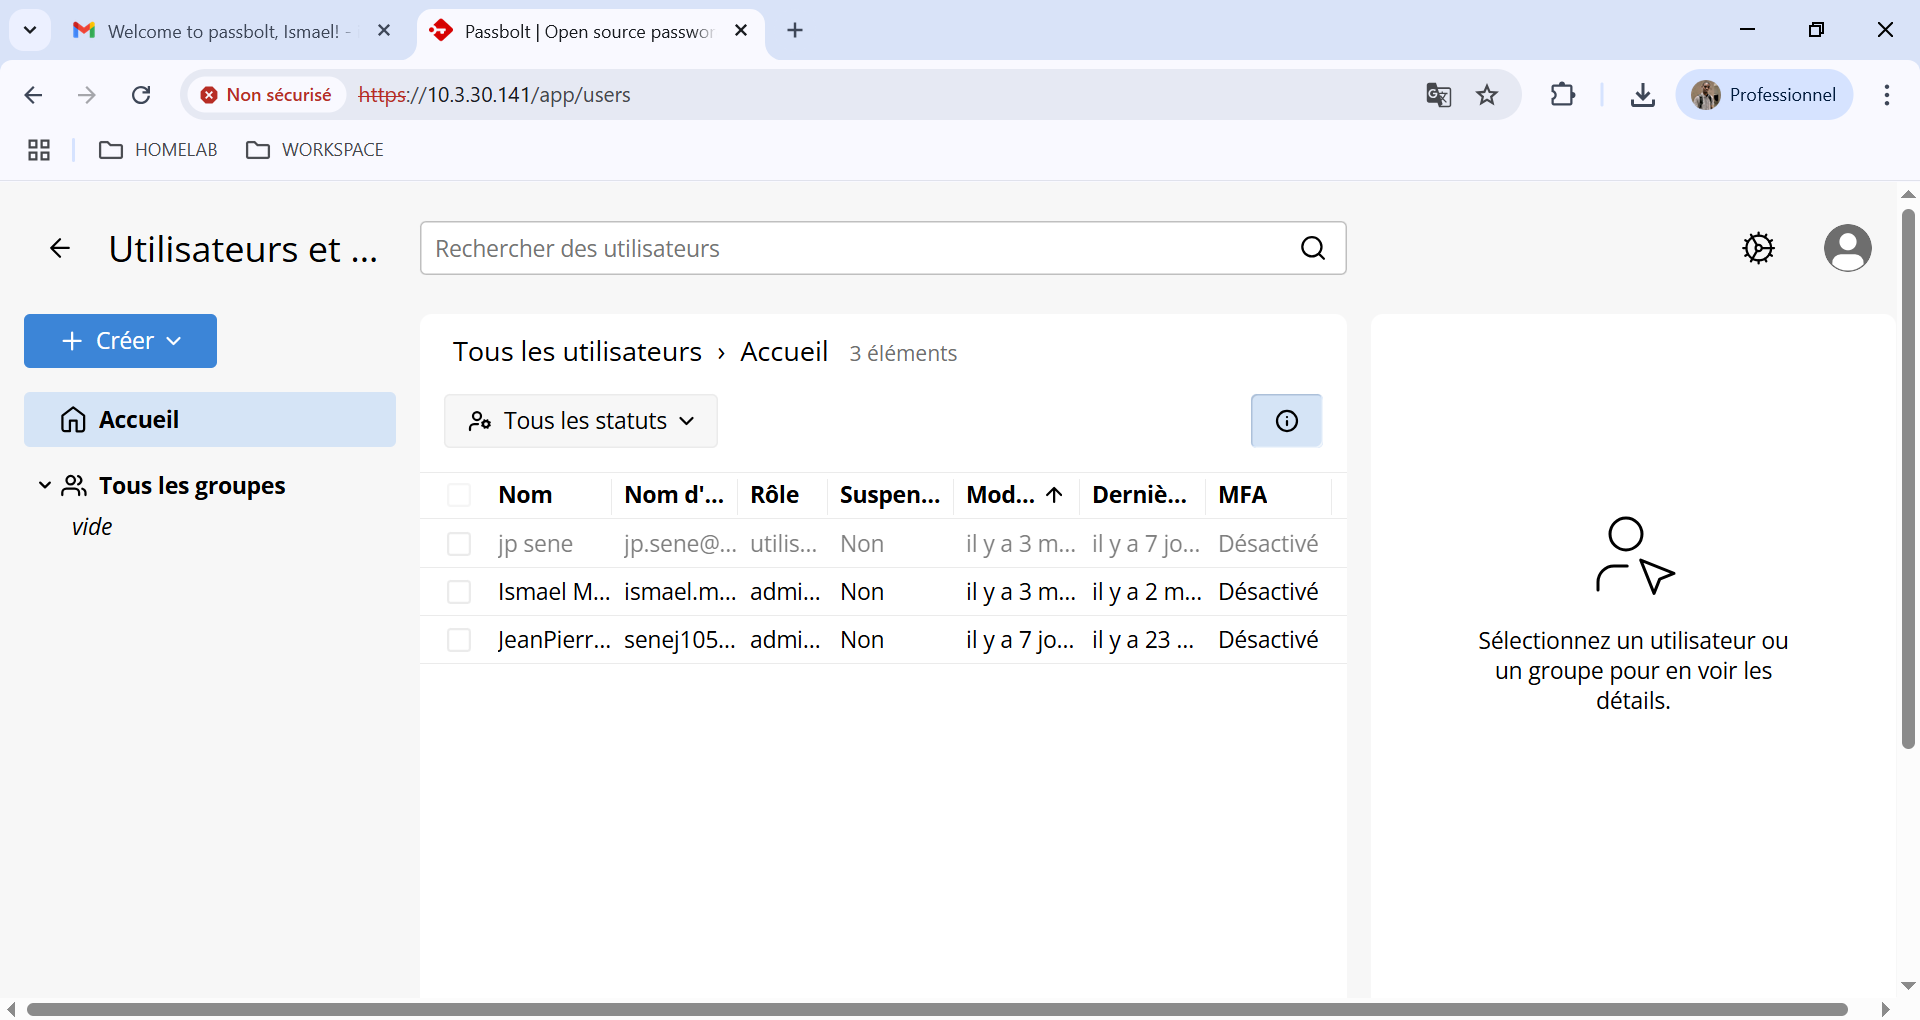 Welcome to passbolt, Ismael! -
Passbolt | Open source passwor
Non sécurisé
https://10.3.30.141/app/users
Professionnel
HOMELAB
WORKSPACE
Utilisateurs et ...
Rechercher des utilisateurs
Créer
Accueil
Tous les groupes
vide
Tous les utilisateurs › Accueil 3 éléments
Tous les statuts
Nom Nom d'... Rôle Suspen... Mod... Derniè... MFA
jp sene jp.sene@... utilis... Non il y a 3 m... il y a 7 jo... Désactivé
Ismael M... ismael.m... admi... Non il y a 3 m... il y a 2 m... Désactivé
JeanPierr... senej105... admi... Non il y a 7 jo... il y a 23 ... Désactivé
Sélectionnez un utilisateur ou
un groupe pour en voir les
détails.